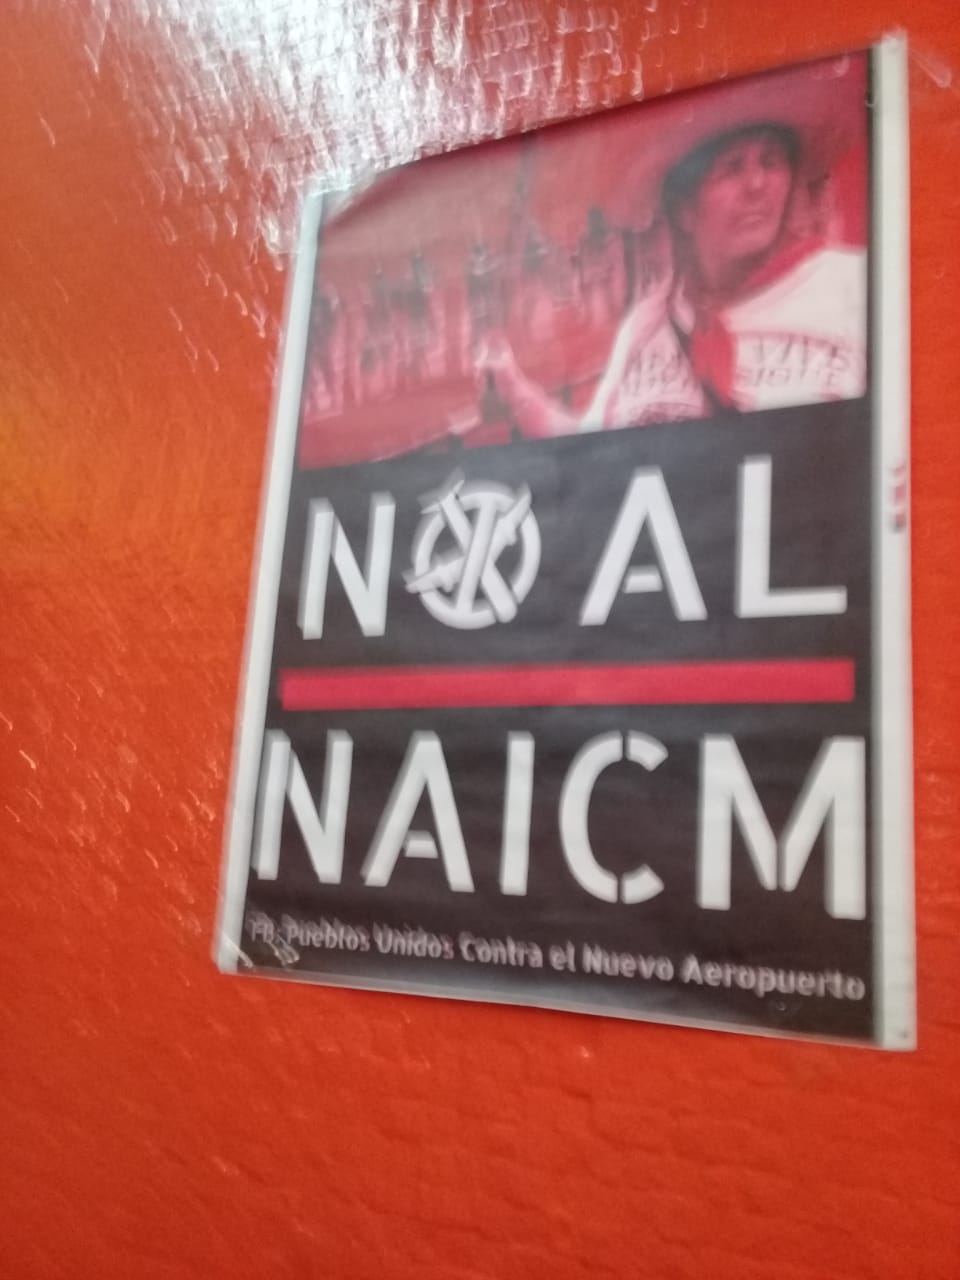 NO AL
NAICM
FB: Pueblos Unidos Contra el Nuevo Aeropuerto